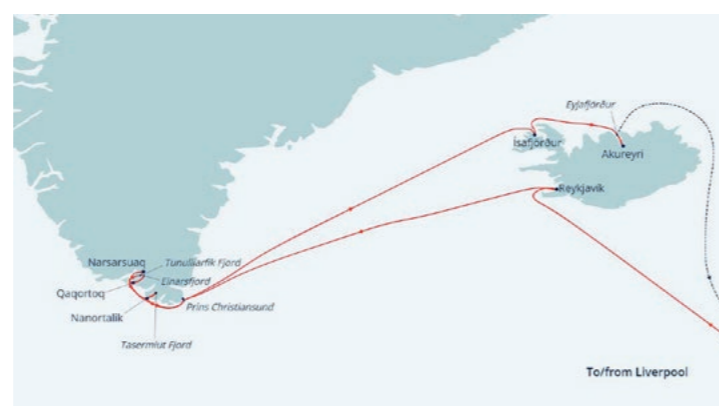 Eyjafjörður
Ísafjörður
Akureyri
Reykjavik
Narsarsuaq
Tunulliarfik Fjord
Einarsfjord
Qaqortoq
Prins Christiansund
Nanortalik
Tasermiut Fjord
To/from Liverpool